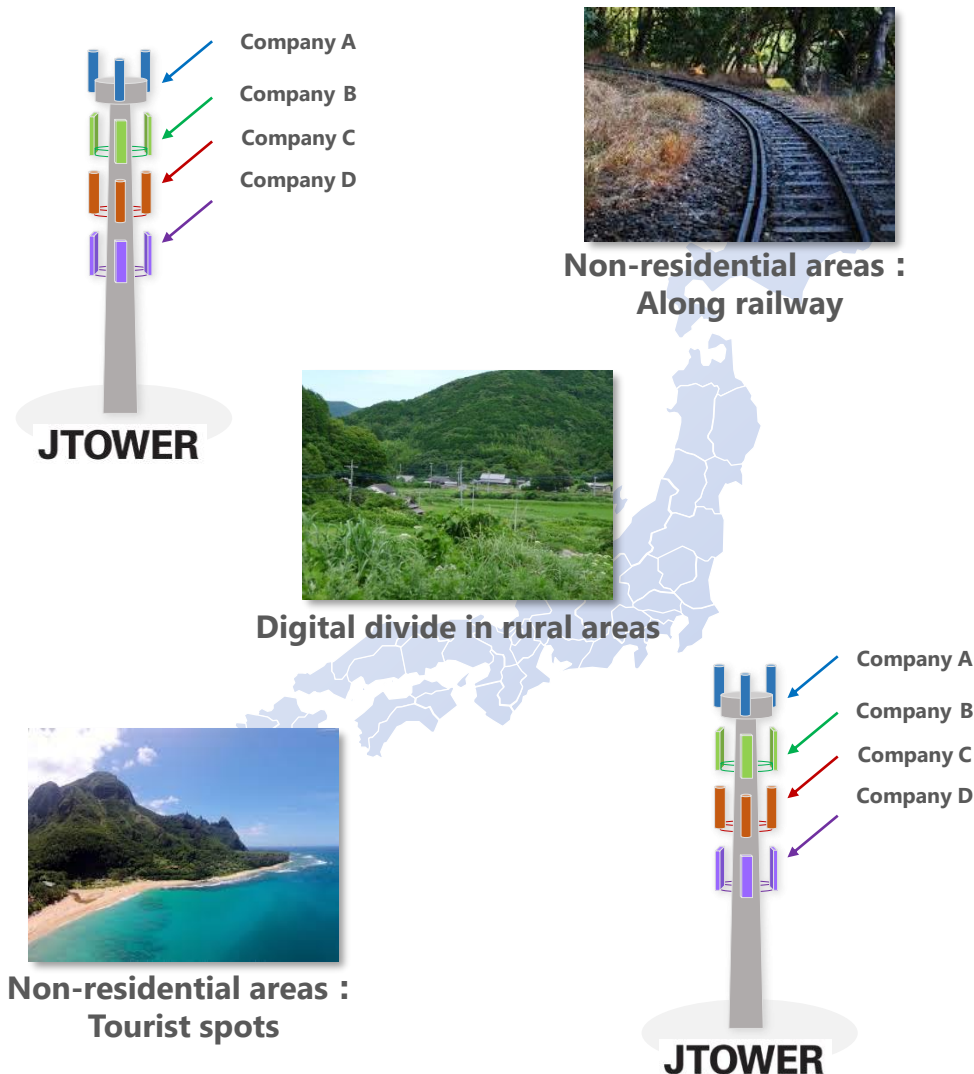 Company A
Company B
Company C
Company D
JTOWER
Non-residential areas：
Along railway
Digital divide in rural areas
Company A
Company B
Company C
Company D
JTOWER
Non-residential areas：
Tourist spots